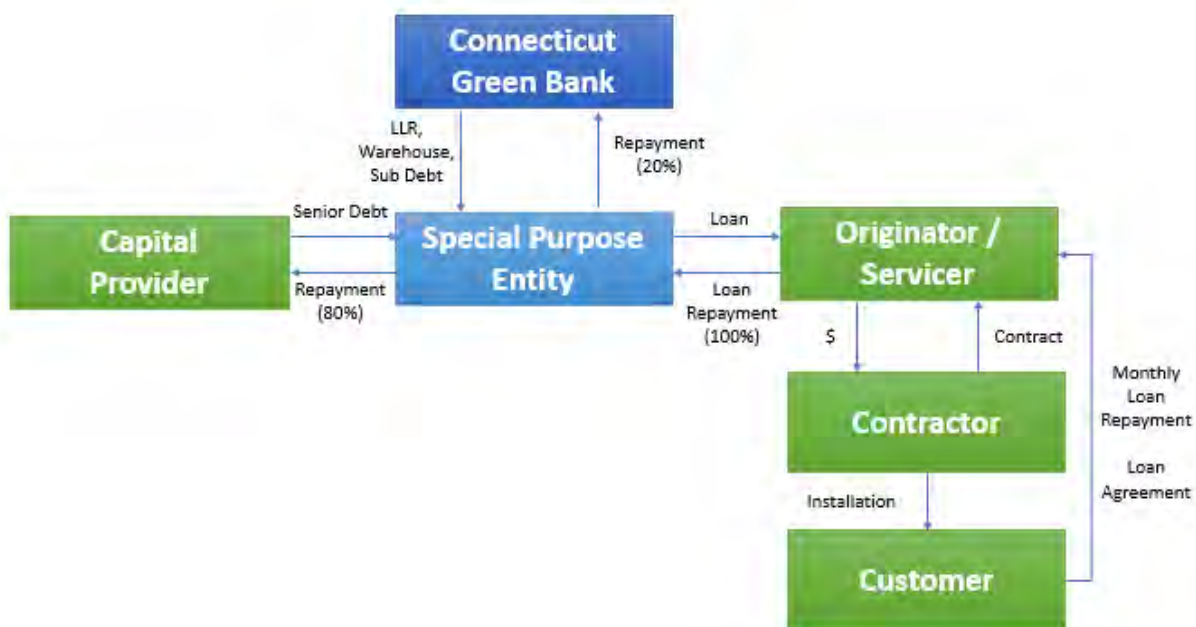 Connecticut
Green Bank
LLR,
Warehouse,
Sub Debt
Repayment
(20%)
Senior Debt
Capital
Provider
Repayment
(80%)
Special Purpose
Entity
Loan
Loan
Repayment
(100%)
Originator /
Servicer
$
Contract
Contractor
Monthly
Loan
Repayment
Loan
Agreement
Installation
Customer